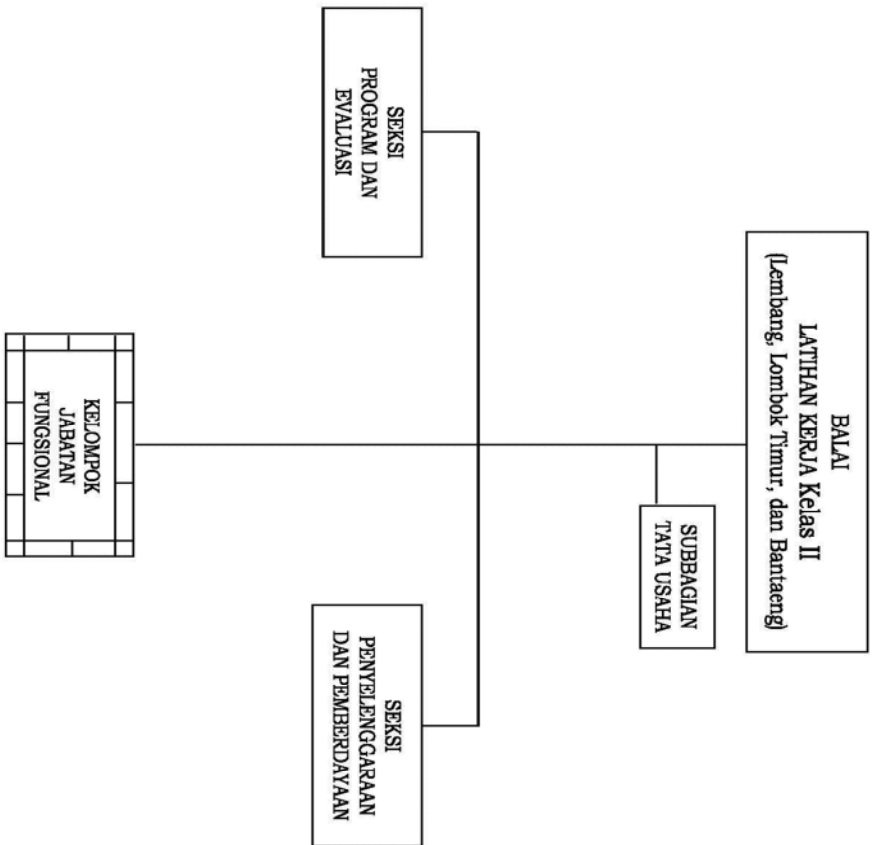 BALAI
LATIHAN KERJA Kelas II
(Lembang, Lombok Timur, dan Bantaeng)
SUBBAGIAN
TATA USAHA
SEKSI
PROGRAM DAN
EVALUASI
SEKSI
PENYELENGGARAAN
DAN PEMBERDAYAAN
KELOMPOK
JABATAN
FUNGSIONAL